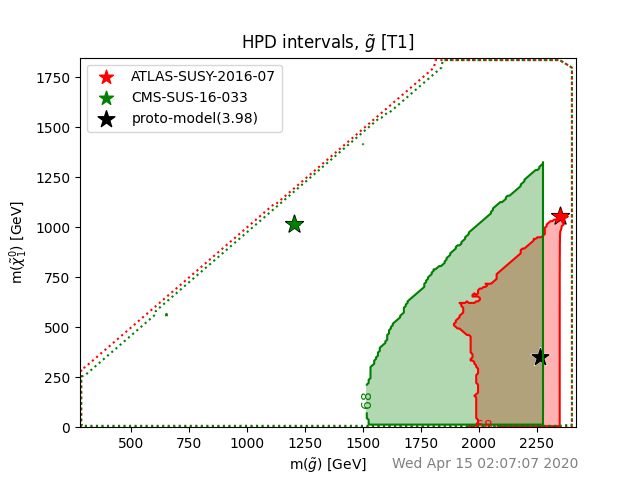 HPD intervals, g̃ [T1]
ATLAS-SUSY-2016-07
CMS-SUS-16-033
proto-model(3.98)
m(χ̃₁⁰) [GeV]
1750
1500
1250
1000
750
500
250
0
68
500
750
1000
1250
1500
1750
2000
2250
m(g̃) [GeV]
Wed Apr 15 02:07:07 2020